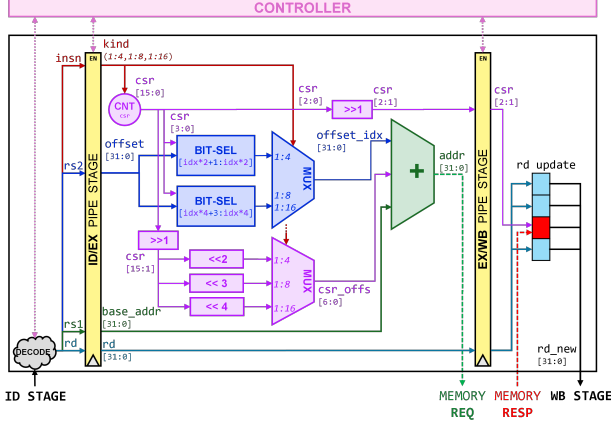 CONTROLLER
insn
kind
(1:4,1:8,1:16)
EN
EN
CNT
csr
csr
[15:0]
csr
[2:0]
>>1
csr
[2:1]
csr
[2:1]
csr
[3:0]
offset
[31:0]
BIT-SEL
[idx*2+1:idx*2]
1:4
MUX
offset_idx
[31:0]
addr
[31:0]
rd update
rs2
BIT-SEL
[idx*4+3:idx*4]
1:8
1:16
+
ID/EX PIPE STAGE
EX/WB PIPE STAGE
>>1
csr
[15:1]
<<2
<< 3
<< 4
1:4
1:8
1:16
MUX
csr_offs
[6:0]
base_addr
[31:0]
rs1
rd
rd
[31:0]
DECODE
rd_new
[31:0]
ID STAGE
MEMORY
REQ
MEMORY
RESP
WB STAGE